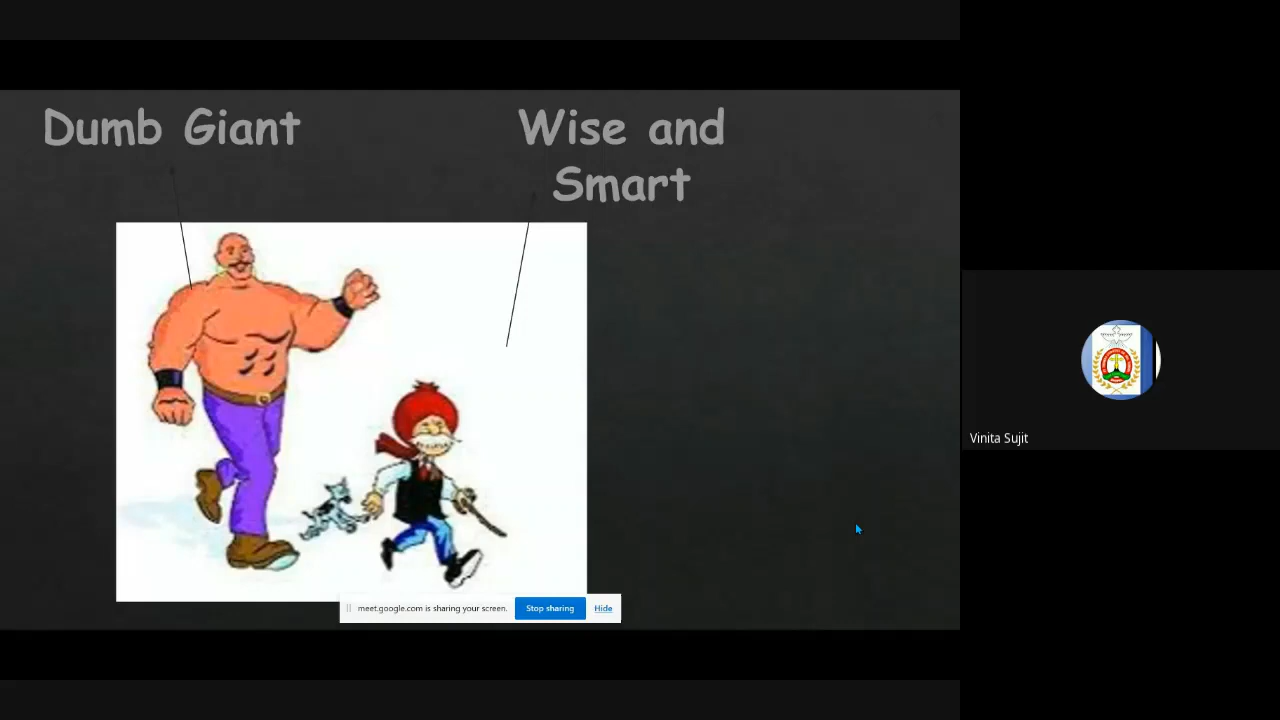 Dumb Giant
Wise and
Smart
meet.google.com is sharing your screen.
Stop sharing
Hide
Vinita Sujit